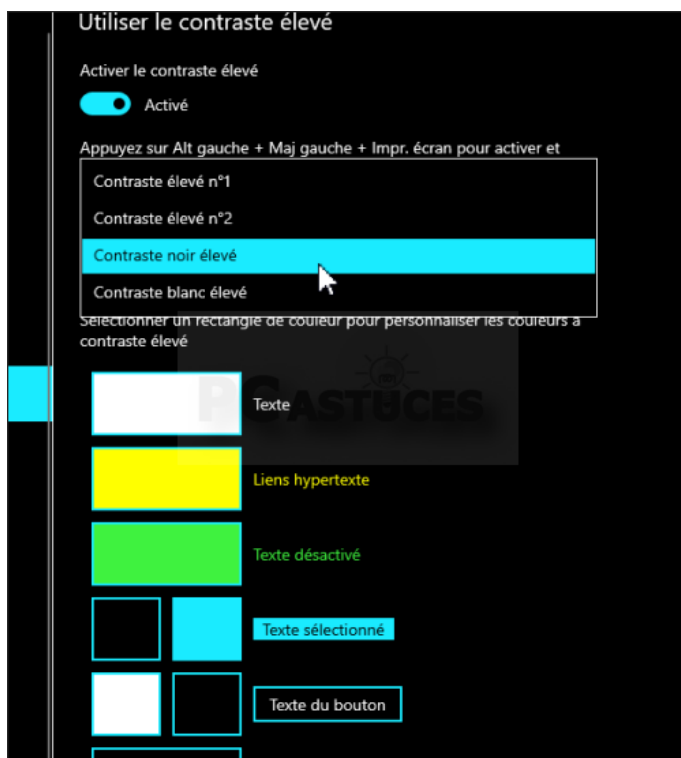 Utiliser le contraste élevé
Activer le contraste élevé
Activé
Appuyez sur Alt gauche + Maj gauche + Impr. écran pour activer et
Contraste élevé n°1
Contraste élevé n°2
Contraste noir élevé
Contraste blanc élevé
Sélectionner un rectangle de couleur pour personnaliser les couleurs à
contraste élevé
PC ASTUCES
Texte
Liens hypertexte
Texte désactivé
Texte sélectionné
Texte du bouton